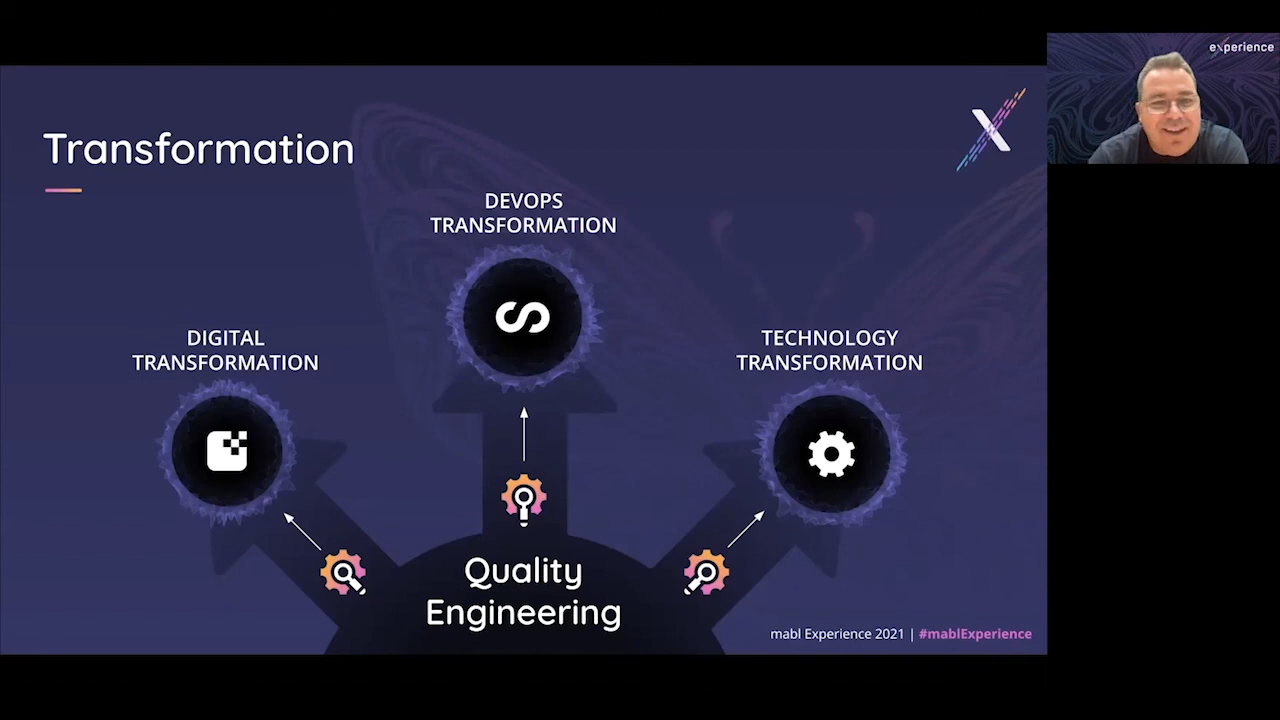 experience
Transformation
DEVOPS
TRANSFORMATION
DIGITAL
TRANSFORMATION
TECHNOLOGY
TRANSFORMATION
Quality
Engineering
mabl Experience 2021 | #mablExperience